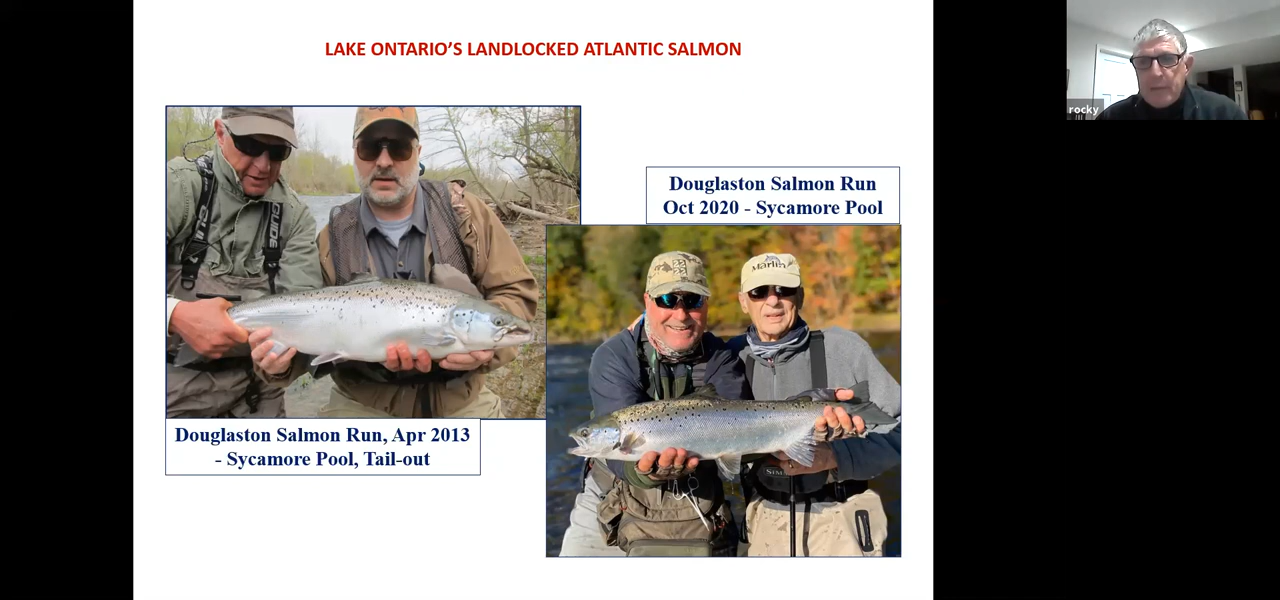 LAKE ONTARIO’S LANDLOCKED ATLANTIC SALMON
rocky
GUIDE
Douglaston Salmon Run
Oct 2020 - Sycamore Pool
Marlin
Douglaston Salmon Run, Apr 2013
- Sycamore Pool, Tail-out